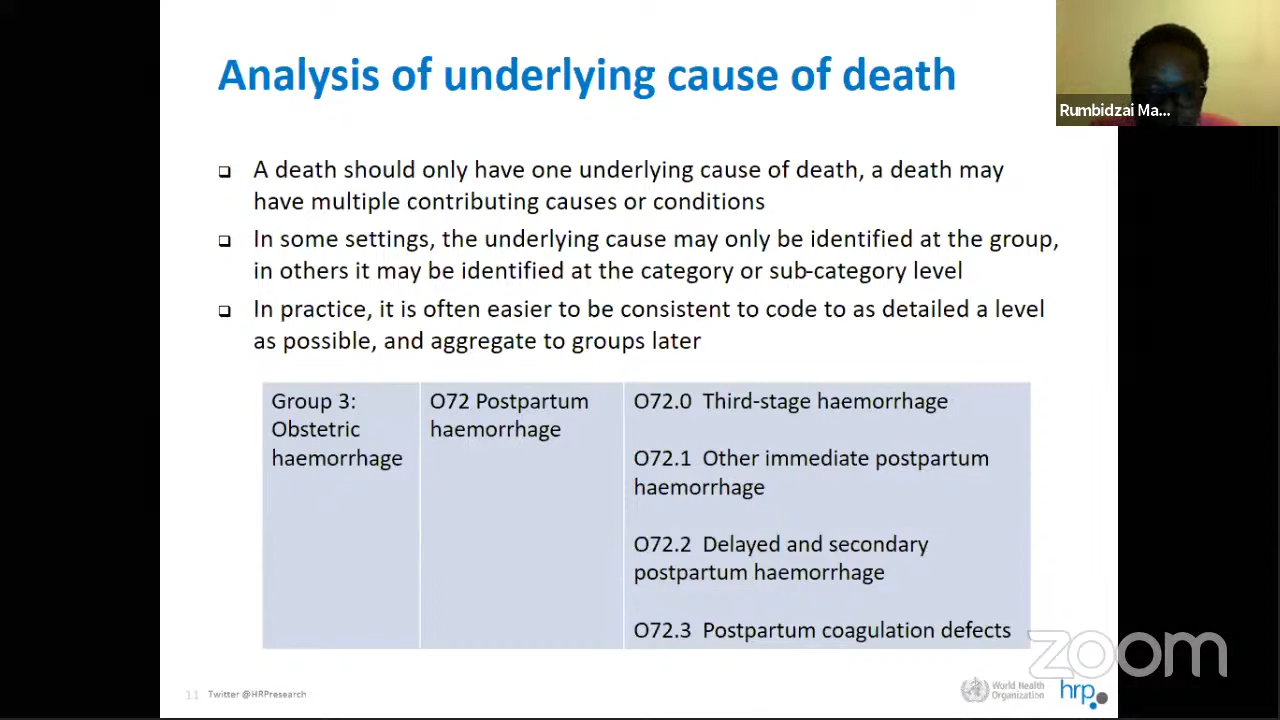 Analysis of underlying cause of death
Rumbidzai Ma...
A death should only have one underlying cause of death, a death may
have multiple contributing causes or conditions
In some settings, the underlying cause may only be identified at the group,
in others it may be identified at the category or sub-category level
In practice, it is often easier to be consistent to code to as detailed a level
as possible, and aggregate to groups later
Group 3:
Obstetric
haemorrhage
O72 Postpartum
haemorrhage
O72.0 Third-stage haemorrhage
O72.1 Other immediate postpartum
haemorrhage
O72.2 Delayed and secondary
postpartum haemorrhage
O72.3 Postpartum coagulation defects
zoom
11 Twitter @HRPresearch
World Health
Organization
hrp